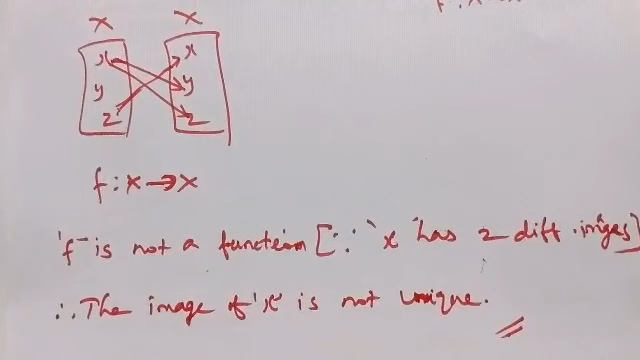 f : X
X X
x x
y y
z z
f : X → X
'f' is not a function [∵ 'x' has 2 diff. images]
∴ The image of 'x' is not unique.